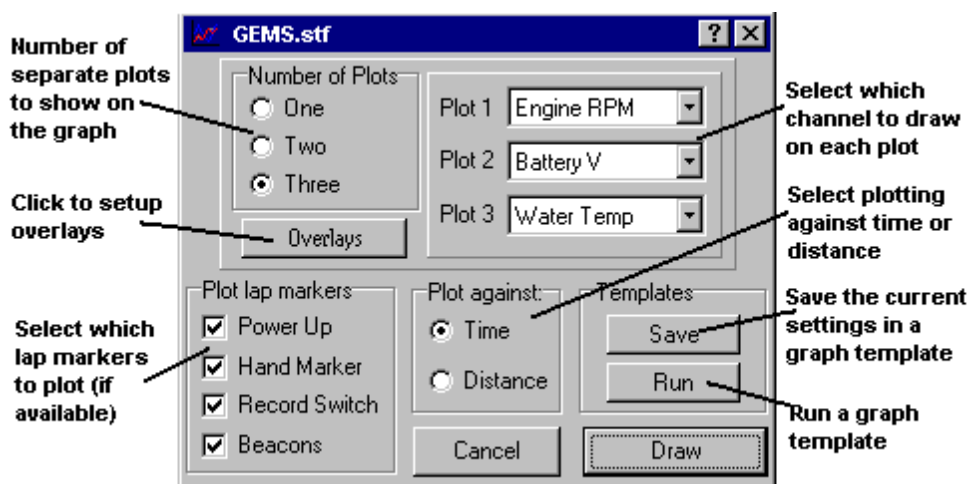 GEMS.stf
Number of
separate plots
to show on
the graph
Number of Plots
One
Two
Three
Plot 1
Engine RPM
Plot 2
Battery V
Plot 3
Water Temp
Select which
channel to draw
on each plot
Click to setup
overlays
Overlays
Select plotting
against time or
distance
Plot lap markers
Power Up
Hand Marker
Record Switch
Beacons
Select which
lap markers
to plot (if
available)
Plot against:
Time
Distance
Templates
Save
Run
Save the current
settings in a
graph template
Run a graph
template
Cancel
Draw